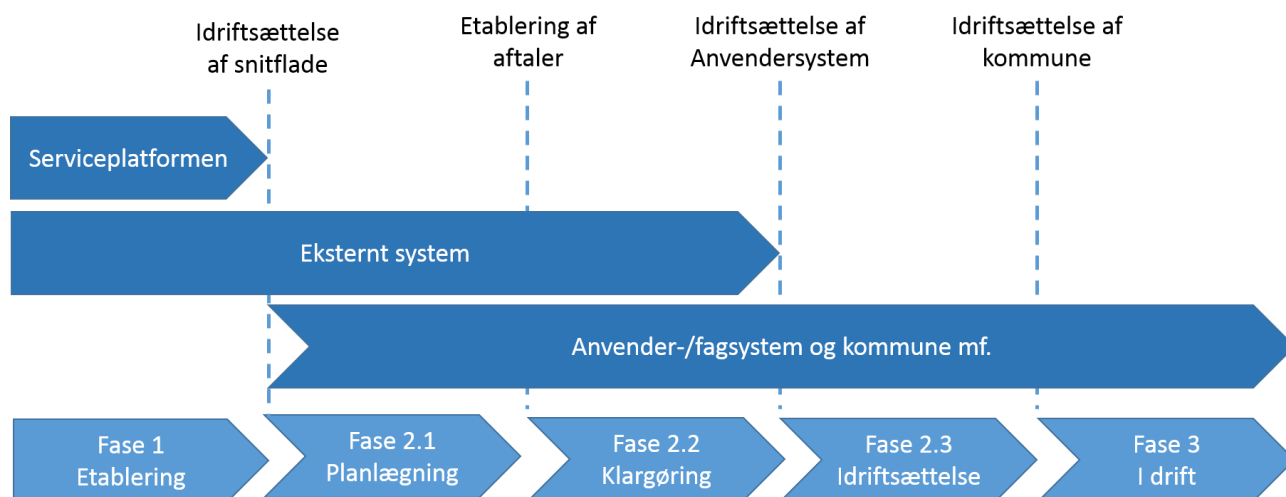 Idriftsættelse
af snitflade
Etablering af
aftaler
Idriftsættelse af
Anvendersystem
Idriftsættelse af
kommune
Serviceplatformen
Eksternt system
Anvender-/fagsystem og kommune mf.
Fase 1
Etablering
Fase 2.1
Planlægning
Fase 2.2
Klargøring
Fase 2.3
Idriftsættelse
Fase 3
I drift